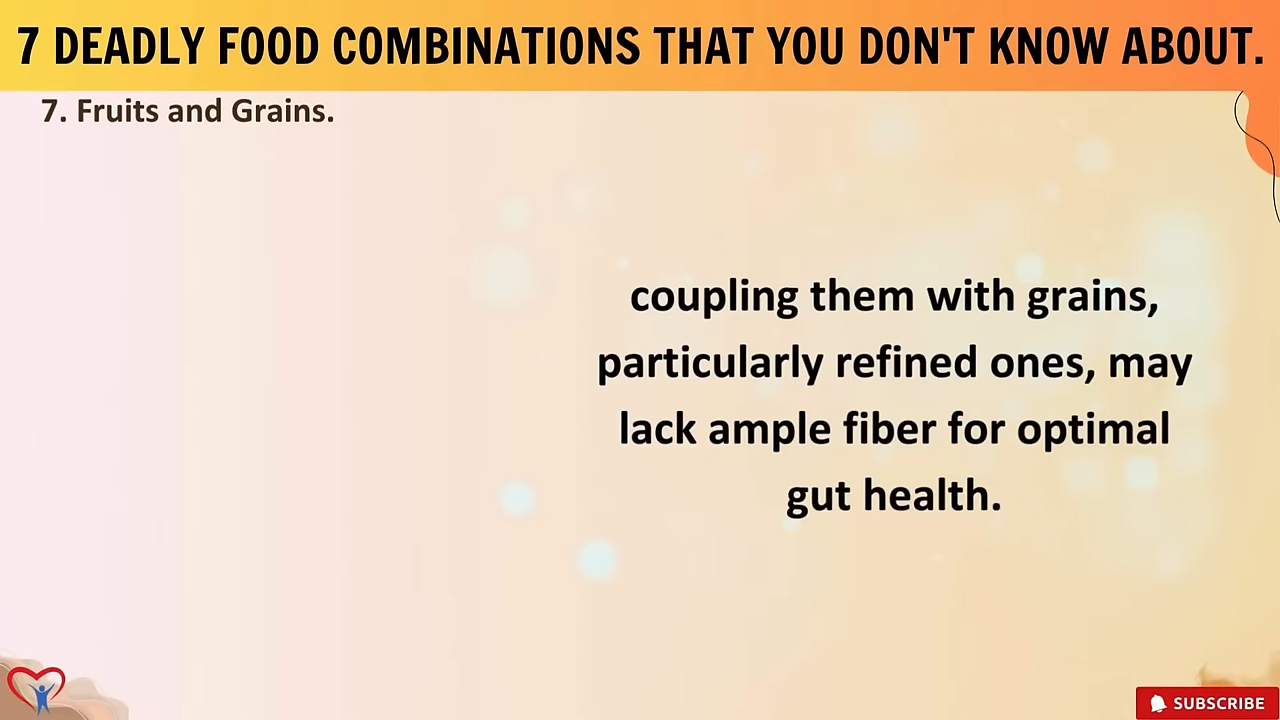 7 DEADLY FOOD COMBINATIONS THAT YOU DON'T KNOW ABOUT.
7. Fruits and Grains.
coupling them with grains,
particularly refined ones, may
lack ample fiber for optimal
gut health.
SUBSCRIBE